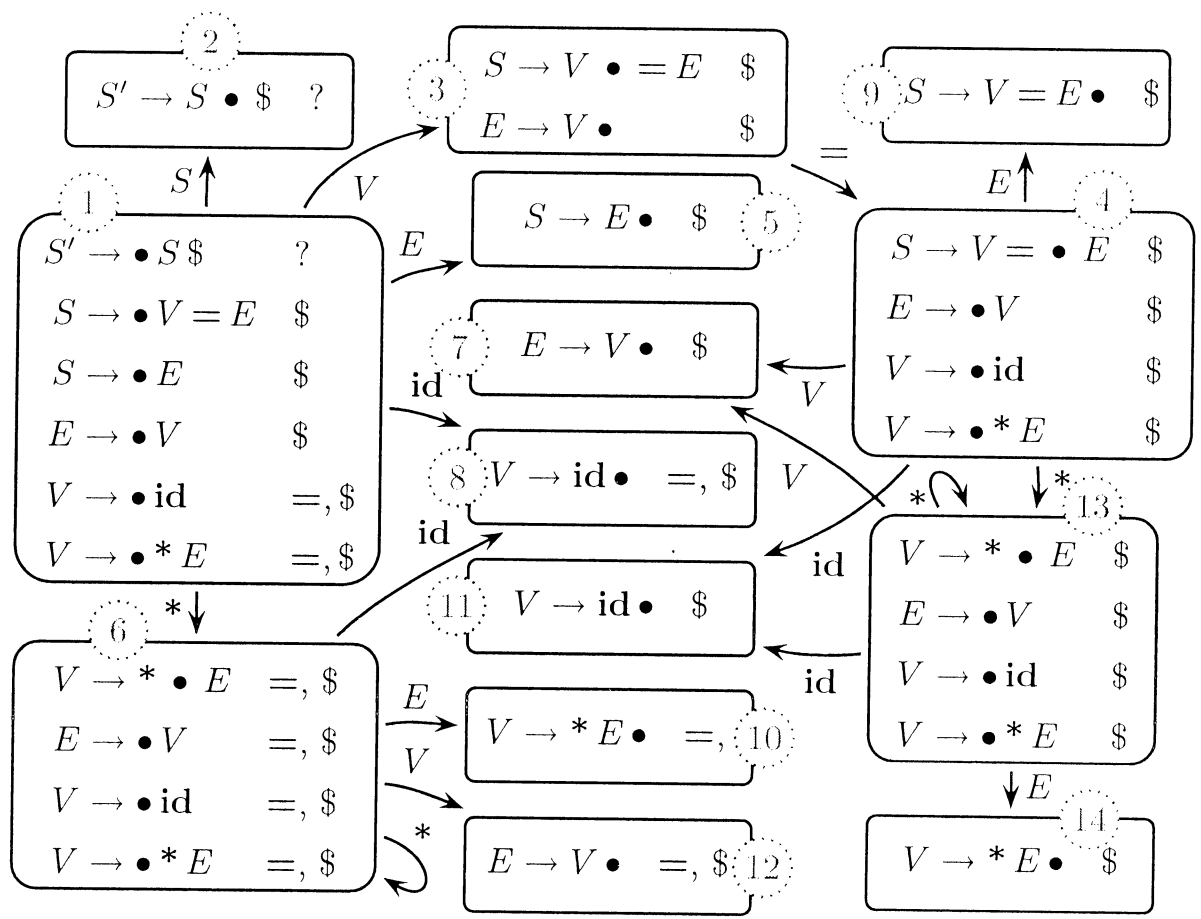 2
S′ → S • $ ?
3
S → V • = E $
E → V • $
9
S → V = E • $
S
V
=
E
1
S′ → • S $ ?
S → • V = E $
S → • E $
E → • V $
V → • id =, $
V → • * E =, $
E
S → E • $
5
4
S → V = • E $
E → • V $
V → • id $
V → • * E $
7
E → V • $
id
V
8
V → id • =, $
V
id
*
*
13
V → * • E $
E → • V $
V → • id $
V → • * E $
11
V → id • $
id
id
*
6
V → * • E =, $
E → • V =, $
V → • id =, $
V → • * E =, $
E
V
*
V → * E • =,
10
E → V • =, $
12
E
14
V → * E • $